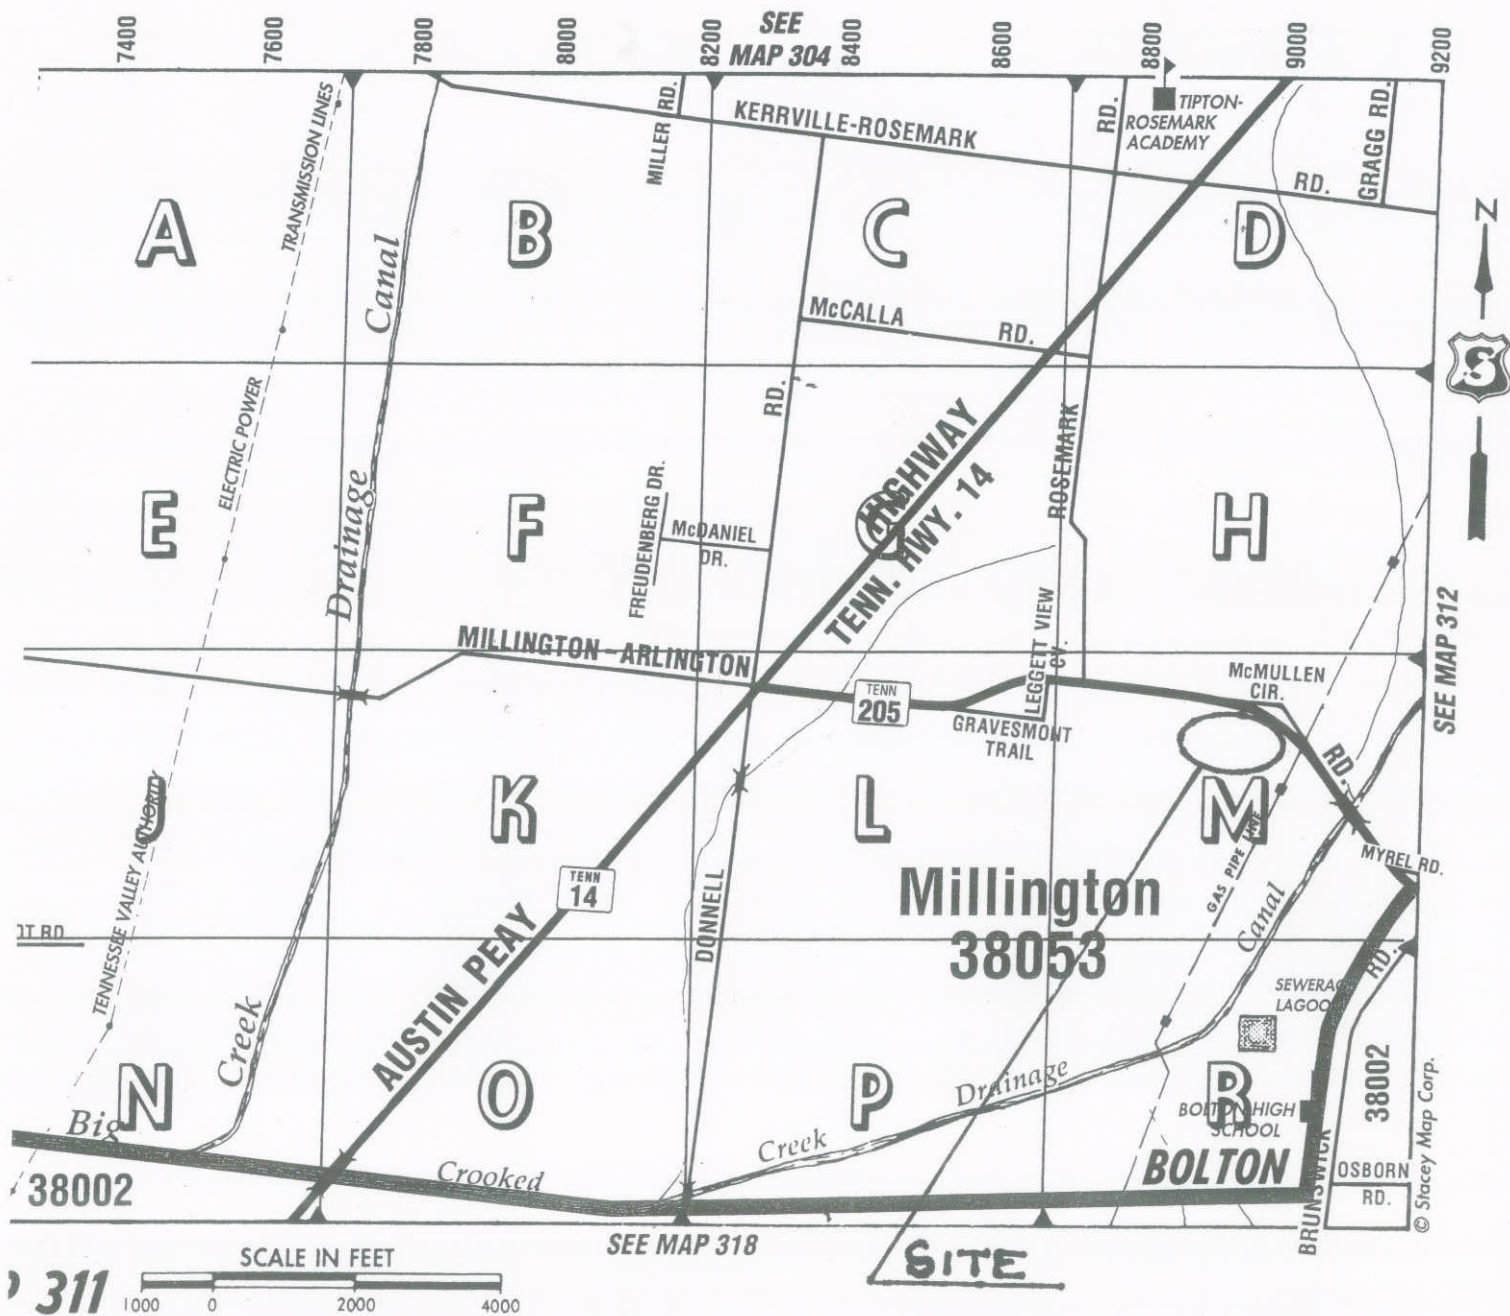 7400
7600
7800
8000
8200
SEE
MAP 304
8400
8600
8800
9000
9200
TRANSMISSION LINES
MILLER RD.
KERRVILLE-ROSEMARK
RD.
RD.
TIPTON-
ROSEMARK
ACADEMY
GRAGG RD.
N
A
B
C
D
Canal
McCALLA
RD.
S
ELECTRIC POWER
RD.
HIGHWAY
TENN. HWY. 14
ROSEMARK
E
F
G
H
Drainage
FREUDENBERG DR.
McDANIEL
DR.
SEE MAP 312
MILLINGTON-ARLINGTON
TENN
205
LEGGETT VIEW
CV.
GRAVESMONT
TRAIL
McMULLEN
CIR.
RD.
J
K
L
M
TENNESSEE VALLEY AUTHORITY
TENN
14
DONNELL
Millington
38053
GAS PIPE LINE
MYREL RD.
Canal
OT RD.
AUSTIN PEAY
SEWERAG
LAGOO
RD.
Creek
N
O
P
R
Drainage
38002
Big
Creek
BOLTON HIGH
SCHOOL
BOLTON
Crooked
38002
BRUNSWICK
OSBORN
RD.
© Stacey Map Corp.
SEE MAP 318
SITE
SCALE IN FEET
P 311
1000
0
2000
4000